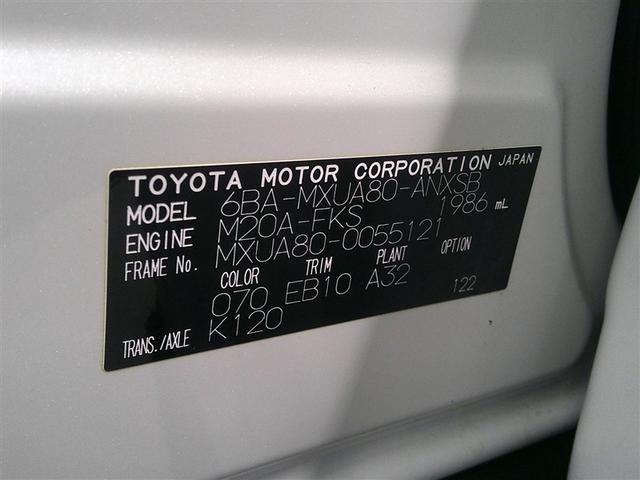 TOYOTA MOTOR CORPORATION JAPAN
MODEL 6BA-MXUA80-ANXSB
ENGINE M20A-FKS 1986 mL
FRAME No. MXUA80-0055121
COLOR TRIM PLANT OPTION
070 EB10 A32 122
TRANS./AXLE K120